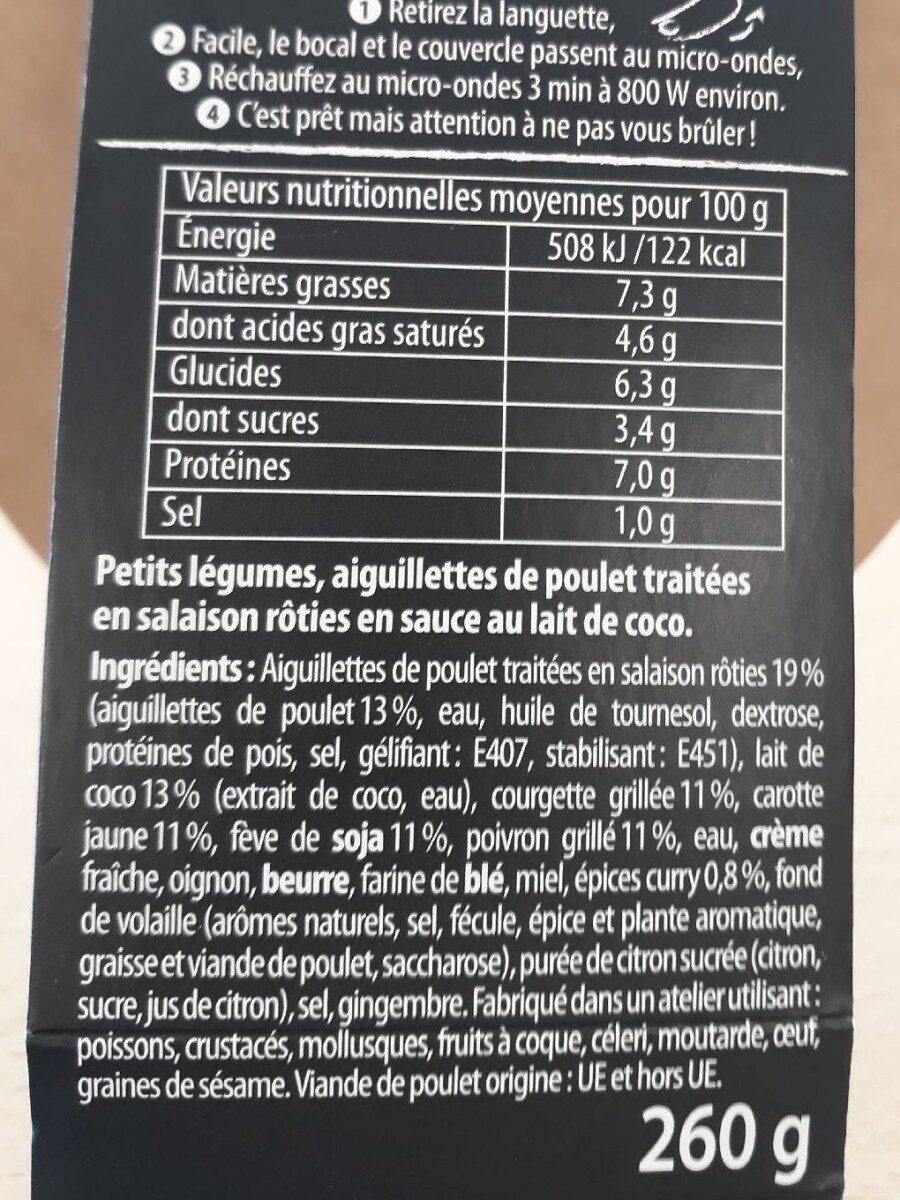 1 Retirez la languette,
2 Facile, le bocal et le couvercle passent au micro-ondes,
3 Réchauffez au micro-ondes 3 min à 800 W environ.
4 C'est prêt mais attention à ne pas vous brûler !
Valeurs nutritionnelles moyennes pour 100 g
Énergie 508 kJ /122 kcal
Matières grasses 7,3 g
dont acides gras saturés 4,6 g
Glucides 6,3 g
dont sucres 3,4 g
Protéines 7,0 g
Sel 1,0 g
Petits légumes, aiguillettes de poulet traitées
en salaison rôties en sauce au lait de coco.
Ingrédients : Aiguillettes de poulet traitées en salaison rôties 19 %
(aiguillettes de poulet 13 %, eau, huile de tournesol, dextrose,
protéines de pois, sel, gélifiant : E407, stabilisant : E451), lait de
coco 13 % (extrait de coco, eau), courgette grillée 11 %, carotte
jaune 11 %, fève de soja 11 %, poivron grillé 11 %, eau, crème
fraîche, oignon, beurre, farine de blé, miel, épices curry 0,8 %, fond
de volaille (arômes naturels, sel, fécule, épice et plante aromatique,
graisse et viande de poulet, saccharose), purée de citron sucrée (citron,
sucre, jus de citron), sel, gingembre. Fabriqué dans un atelier utilisant :
poissons, crustacés, mollusques, fruits à coque, céleri, moutarde, œuf,
graines de sésame. Viande de poulet origine : UE et hors UE.
260 g